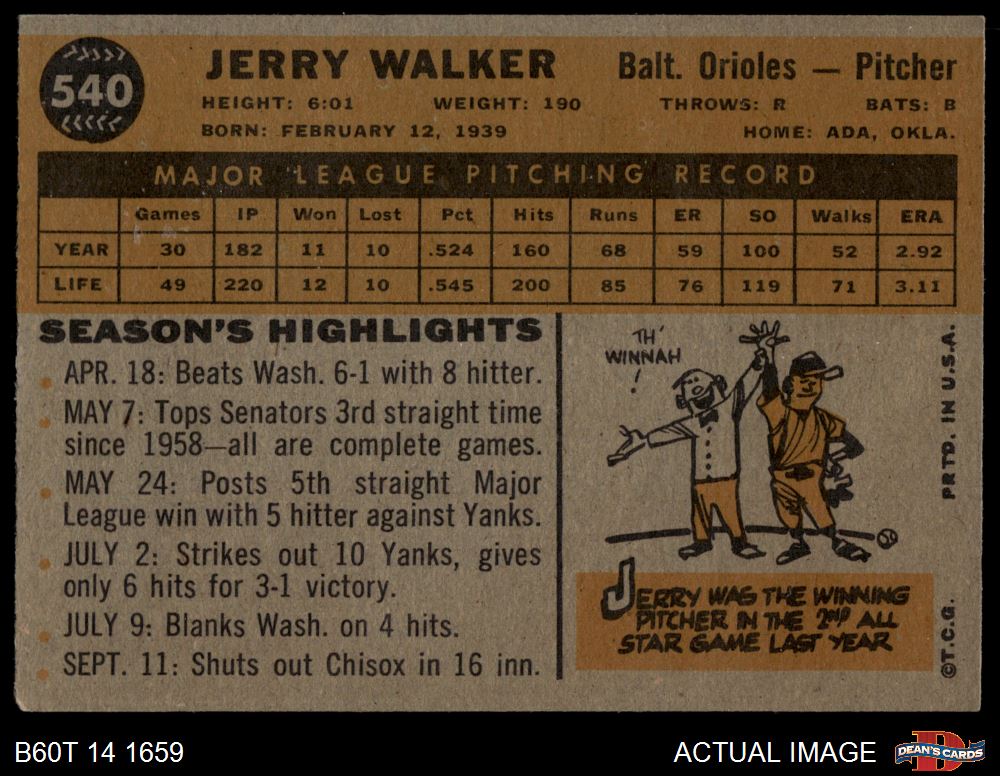 540
JERRY WALKER
Balt. Orioles — Pitcher
HEIGHT: 6:01 WEIGHT: 190 THROWS: R BATS: B
BORN: FEBRUARY 12, 1939 HOME: ADA, OKLA.
MAJOR LEAGUE PITCHING RECORD
Games IP Won Lost Pct Hits Runs ER SO Walks ERA
YEAR 30 182 11 10 .524 160 68 59 100 52 2.92
LIFE 49 220 12 10 .545 200 85 76 119 71 3.11
SEASON'S HIGHLIGHTS
APR. 18: Beats Wash. 6-1 with 8 hitter.
MAY 7: Tops Senators 3rd straight time
since 1958—all are complete games.
MAY 24: Posts 5th straight Major
League win with 5 hitter against Yanks.
JULY 2: Strikes out 10 Yanks, gives
only 6 hits for 3-1 victory.
JULY 9: Blanks Wash. on 4 hits.
SEPT. 11: Shuts out Chisox in 16 inn.
TH'
WINNAH
!
JERRY WAS THE WINNING
PITCHER IN THE 2ND ALL
STAR GAME LAST YEAR
PRTD. IN U.S.A.
©T.C.G.
B60T 14 1659
ACTUAL IMAGE
DEAN'S CARDS